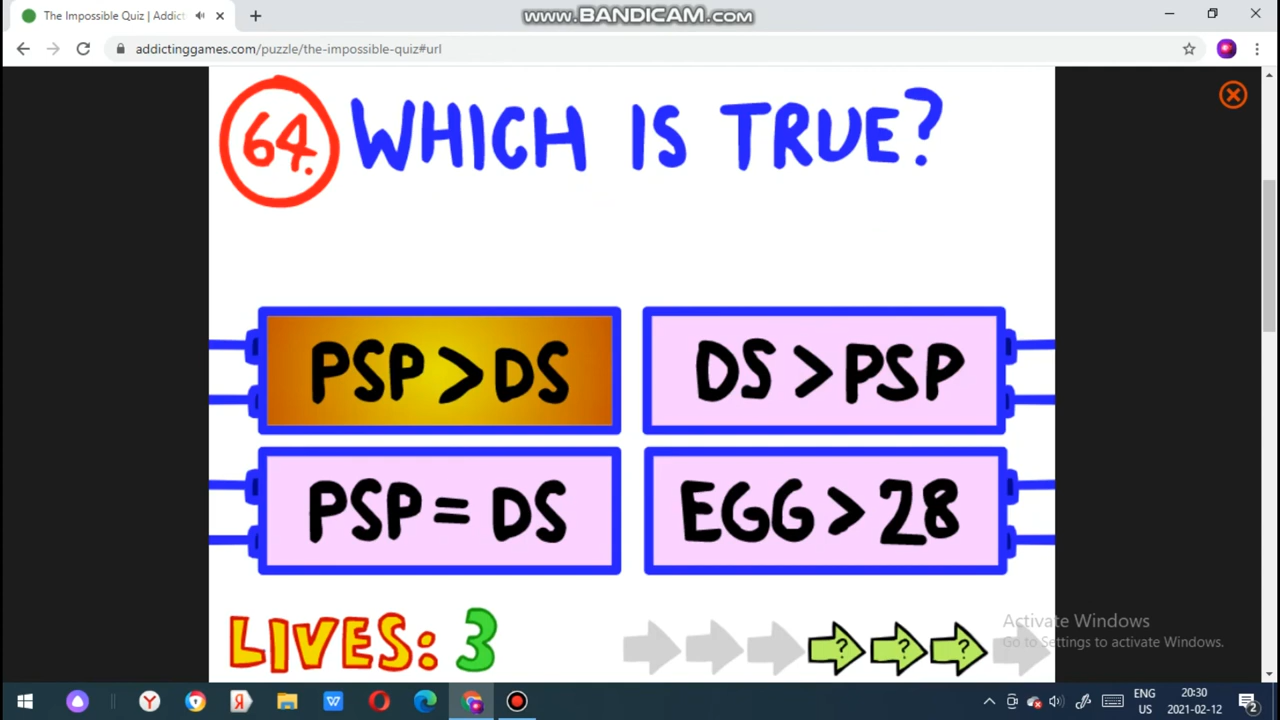 The Impossible Quiz | Addict
www.BANDICAM.com
addictinggames.com/puzzle/the-impossible-quiz#url
64. WHICH IS TRUE?
PSP > DS
DS > PSP
PSP = DS
EGG > 28
LIVES: 3
? ? ?
Activate Windows
Go to Settings to activate Windows.
ENG
US
20:30
2021-02-12
2